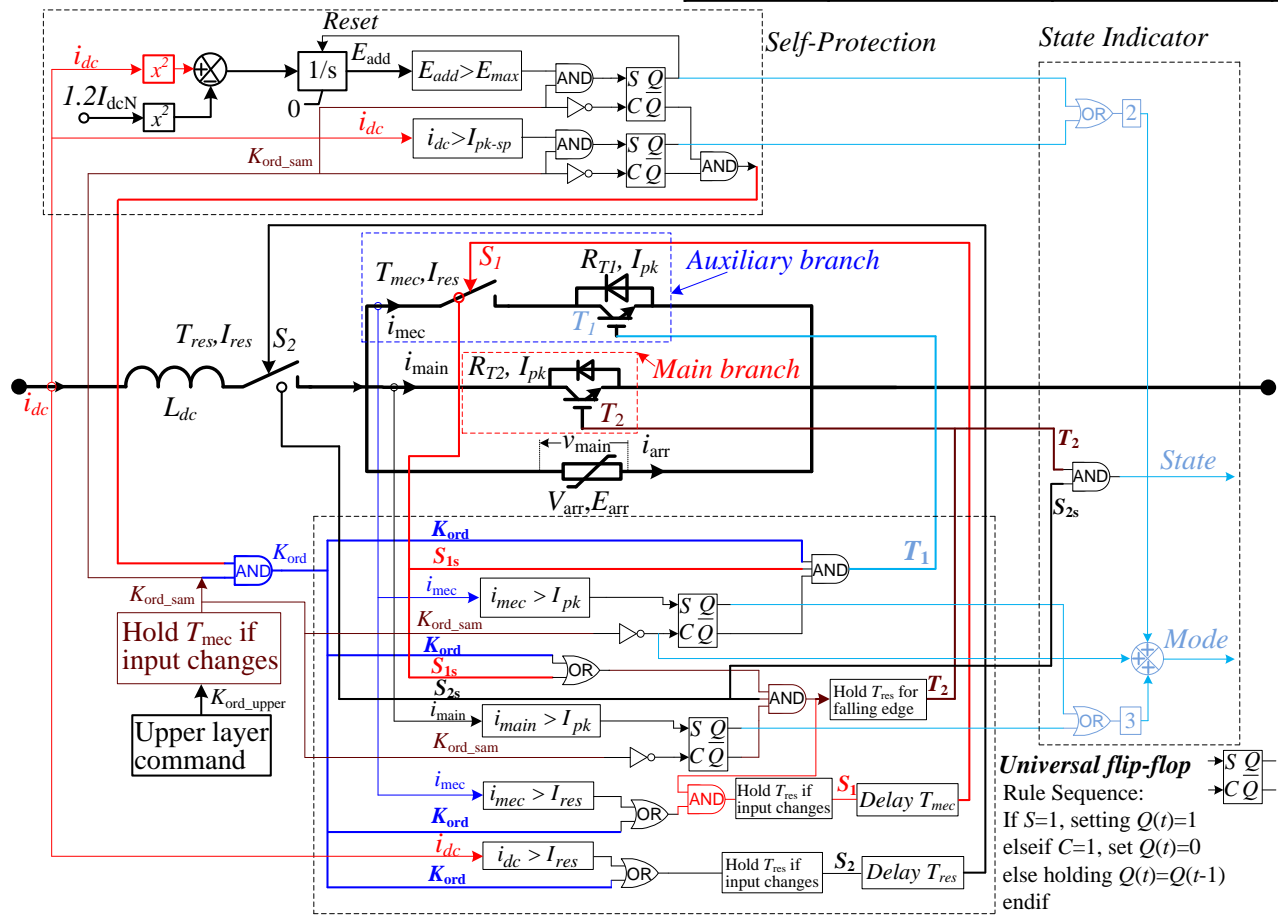 Reset
Self-Protection
State Indicator
i_dc
x²
+
−
1/s
0
E_add
E_add>E_max
AND
S Q
C Q̅
1.2I_dcN
x²
OR
2
i_dc
i_dc>I_pk-sp
AND
S Q
C Q̅
AND
K_ord_sam
S_1
T_mec,I_res
R_T1, I_pk
Auxiliary branch
i_mec
T_1
T_res,I_res
S_2
i_main
R_T2, I_pk
Main branch
i_dc
L_dc
T_2
v_main
i_arr
T_2
AND
State
V_arr,E_arr
S_2s
K_ord
K_ord
AND
S_1s
AND
T_1
i_mec
i_mec > I_pk
S Q
C Q̅
K_ord_sam
K_ord_sam
Hold T_mec if
input changes
K_ord
S_1s
OR
S_2s
Mode
+
+
+
K_ord_upper
AND
Hold T_res for
falling edge
T_2
i_main
i_main > I_pk
S Q
C Q̅
OR
3
Upper layer
command
K_ord_sam
i_mec
i_mec > I_res
OR
AND
Hold T_res if
input changes
S_1
Delay T_mec
K_ord
i_dc
i_dc > I_res
OR
Hold T_res if
input changes
S_2
Delay T_res
K_ord
Universal flip-flop
S Q
C Q̅
Rule Sequence:
If S=1, setting Q(t)=1
elseif C=1, set Q(t)=0
else holding Q(t)=Q(t-1)
endif